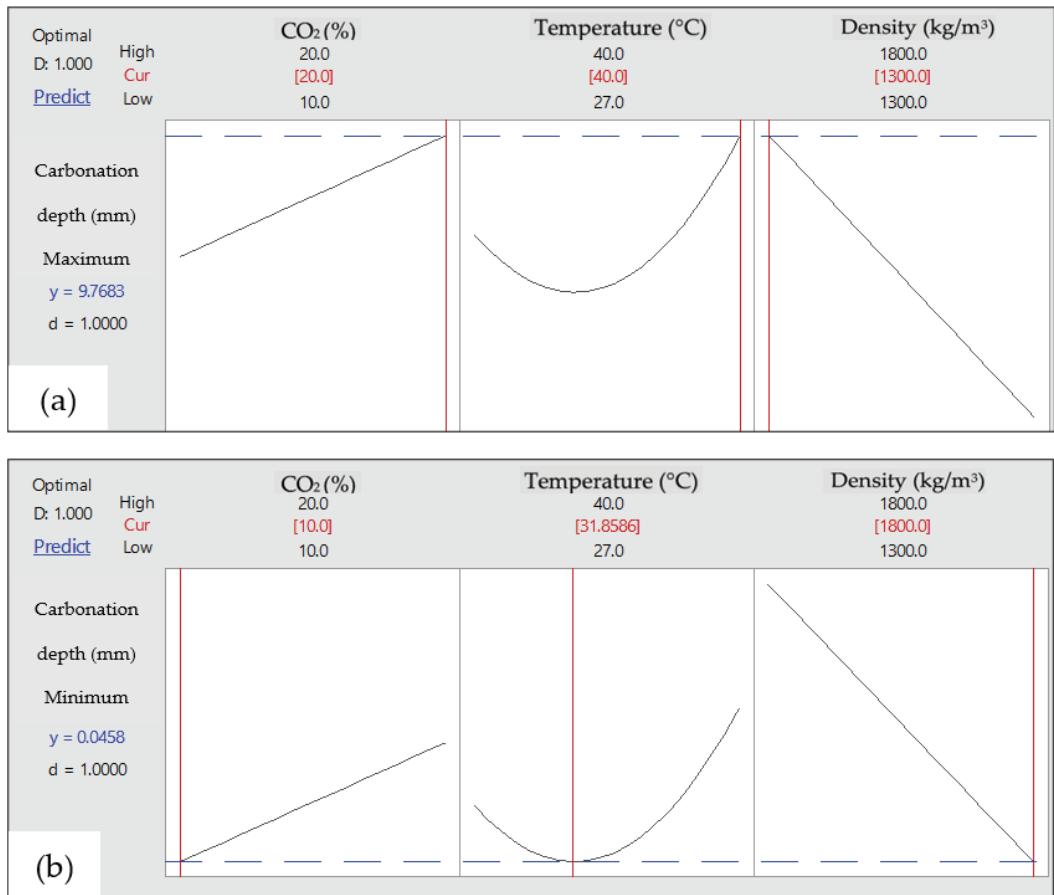 Optimal CO₂ (%) Temperature (°C) Density (kg/m³)
D: 1.000 High 20.0 40.0 1800.0
Cur [20.0] [40.0] [1300.0]
Predict Low 10.0 27.0 1300.0
Carbonation
depth (mm)
Maximum
y = 9.7683
d = 1.0000
(a)
Optimal CO₂ (%) Temperature (°C) Density (kg/m³)
D: 1.000 High 20.0 40.0 1800.0
Cur [10.0] [31.8586] [1800.0]
Predict Low 10.0 27.0 1300.0
Carbonation
depth (mm)
Minimum
y = 0.0458
d = 1.0000
(b)